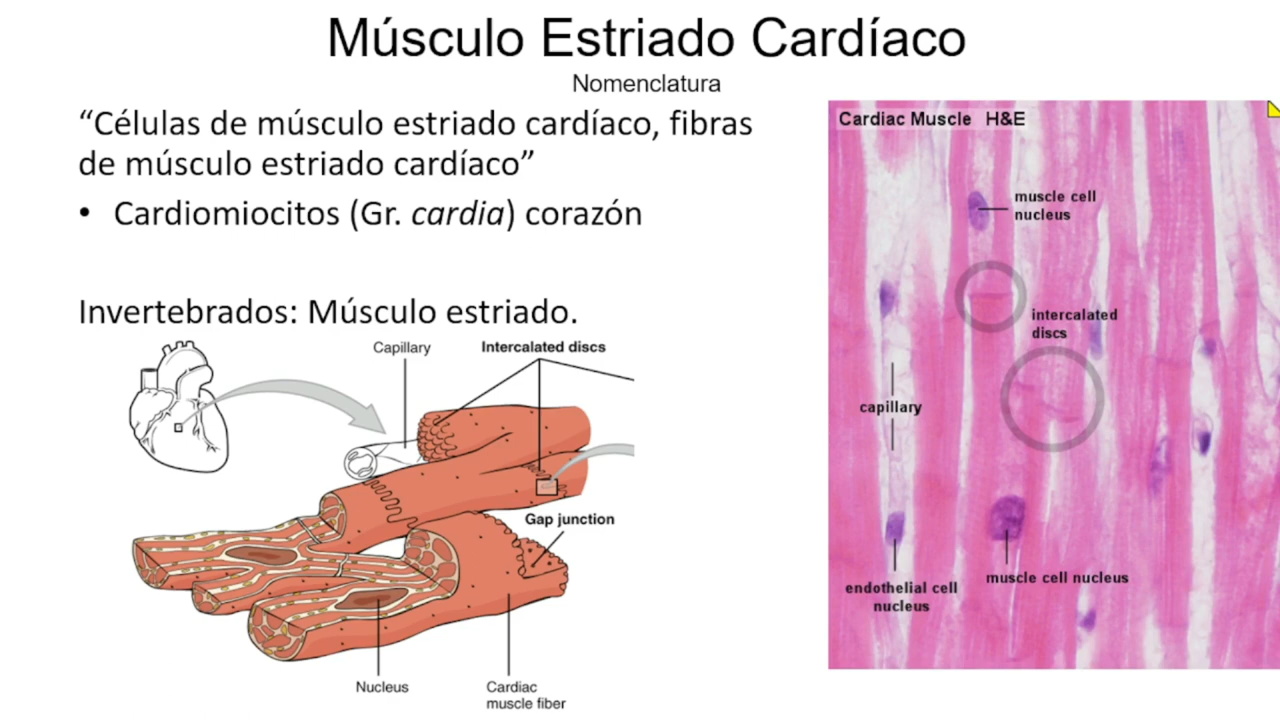 Músculo Estriado Cardíaco
Nomenclatura
“Células de músculo estriado cardíaco, fibras
de músculo estriado cardíaco”
• Cardiomiocitos (Gr. cardia) corazón
Invertebrados: Músculo estriado.
Capillary
Intercalated discs
Gap junction
Nucleus
Cardiac
muscle fiber
Cardiac Muscle H&E
muscle cell
nucleus
intercalated
discs
capillary
muscle cell nucleus
endothelial cell
nucleus